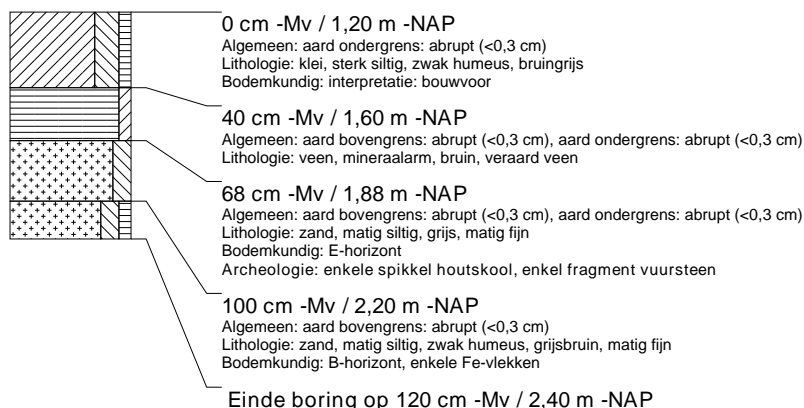 0 cm -Mv / 1,20 m -NAP
Algemeen: aard ondergrens: abrupt (<0,3 cm)
Lithologie: klei, sterk siltig, zwak humeus, bruingrijs
Bodemkundig: interpretatie: bouwvoor
40 cm -Mv / 1,60 m -NAP
Algemeen: aard bovengrens: abrupt (<0,3 cm), aard ondergrens: abrupt (<0,3 cm)
Lithologie: veen, mineraalarm, bruin, veraard veen
68 cm -Mv / 1,88 m -NAP
Algemeen: aard bovengrens: abrupt (<0,3 cm), aard ondergrens: abrupt (<0,3 cm)
Lithologie: zand, matig siltig, grijs, matig fijn
Bodemkundig: E-horizont
Archeologie: enkele spikkel houtskool, enkel fragment vuursteen
100 cm -Mv / 2,20 m -NAP
Algemeen: aard bovengrens: abrupt (<0,3 cm)
Lithologie: zand, matig siltig, zwak humeus, grijsbruin, matig fijn
Bodemkundig: B-horizont, enkele Fe-vlekken
Einde boring op 120 cm -Mv / 2,40 m -NAP